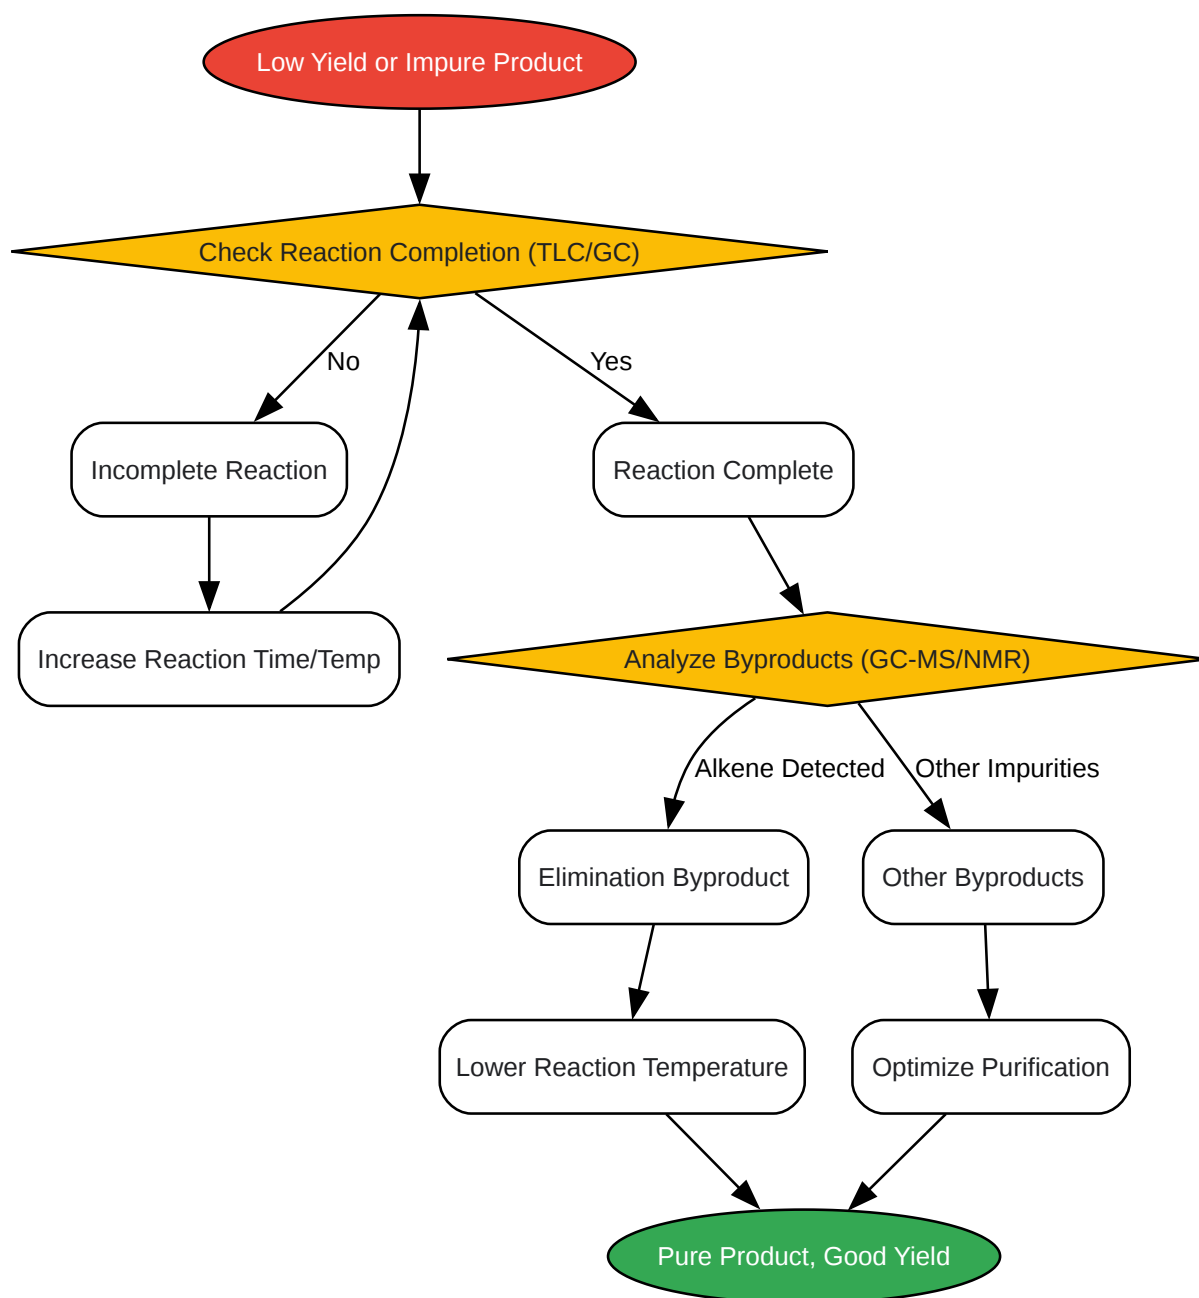 Low Yield or Impure Product
Check Reaction Completion (TLC/GC)
No
Yes
Incomplete Reaction
Reaction Complete
Increase Reaction Time/Temp
Analyze Byproducts (GC-MS/NMR)
Alkene Detected
Other Impurities
Elimination Byproduct
Other Byproducts
Lower Reaction Temperature
Optimize Purification
Pure Product, Good Yield